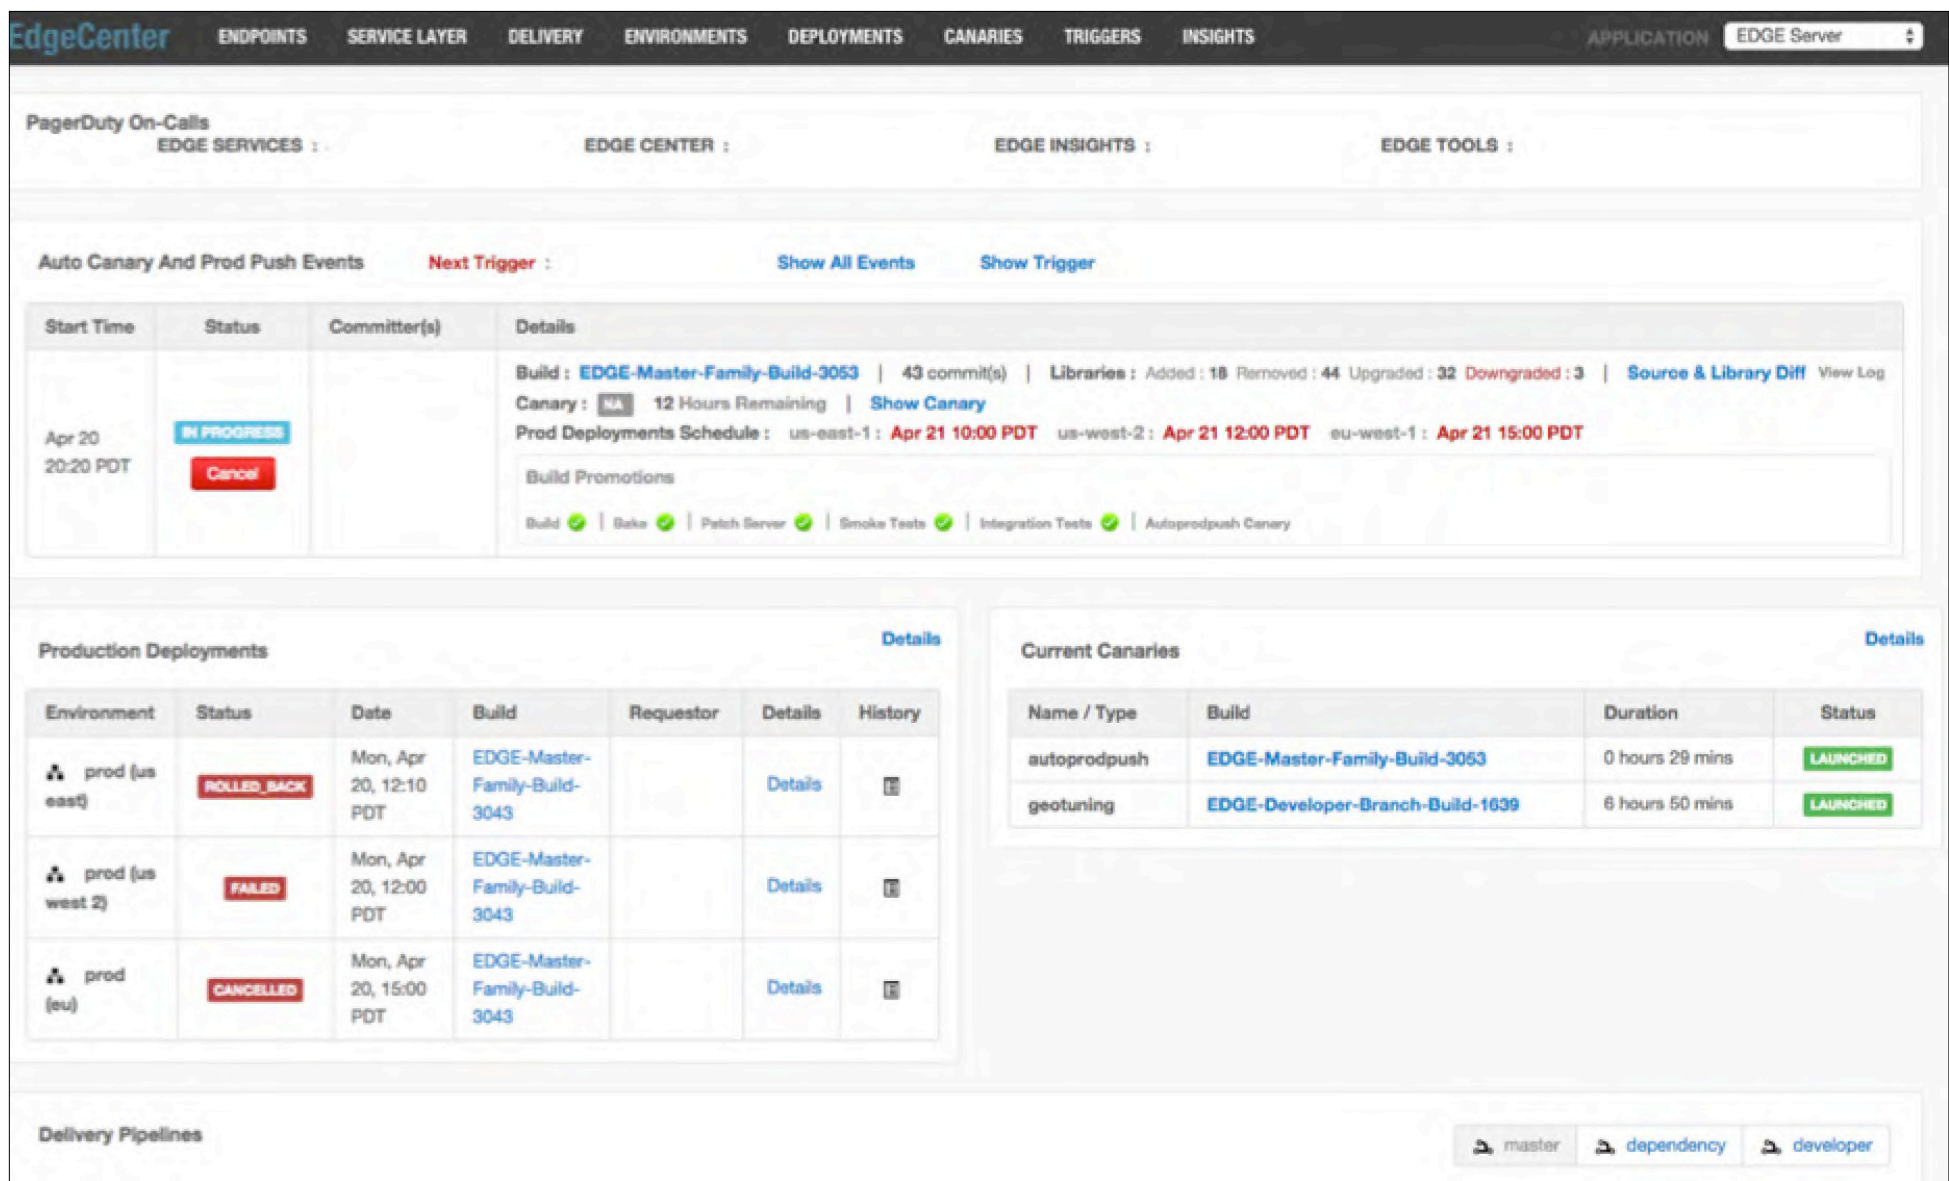 EdgeCenter ENDPOINTS SERVICE LAYER DELIVERY ENVIRONMENTS DEPLOYMENTS CANARIES TRIGGERS INSIGHTS APPLICATION EDGE Server
PagerDuty On-Calls
EDGE SERVICES : EDGE CENTER : EDGE INSIGHTS : EDGE TOOLS :
Auto Canary And Prod Push Events Next Trigger : Show All Events Show Trigger
Start Time Status Committer(s) Details
Apr 20
20:20 PDT
IN PROGRESS
Cancel
Build : EDGE-Master-Family-Build-3053 | 43 commit(s) | Libraries : Added : 18 Removed : 44 Upgraded : 32 Downgraded : 3 | Source & Library Diff View Log
Canary : NA 12 Hours Remaining | Show Canary
Prod Deployments Schedule : us-east-1 : Apr 21 10:00 PDT us-west-2 : Apr 21 12:00 PDT eu-west-1 : Apr 21 15:00 PDT
Build Promotions
Build | Bake | Patch Server | Smoke Tests | Integration Tests | Autoprodpush Canary
Production Deployments Details
Environment Status Date Build Requestor Details History
prod (us
east)
ROLLED_BACK
Mon, Apr
20, 12:10
PDT
EDGE-Master-
Family-Build-
3043
Details
prod (us
west 2)
FAILED
Mon, Apr
20, 12:00
PDT
EDGE-Master-
Family-Build-
3043
Details
prod
(eu)
CANCELLED
Mon, Apr
20, 15:00
PDT
EDGE-Master-
Family-Build-
3043
Details
Current Canaries Details
Name / Type Build Duration Status
autoprodpush EDGE-Master-Family-Build-3053 0 hours 29 mins LAUNCHED
geotuning EDGE-Developer-Branch-Build-1639 6 hours 50 mins LAUNCHED
Delivery Pipelines master dependency developer